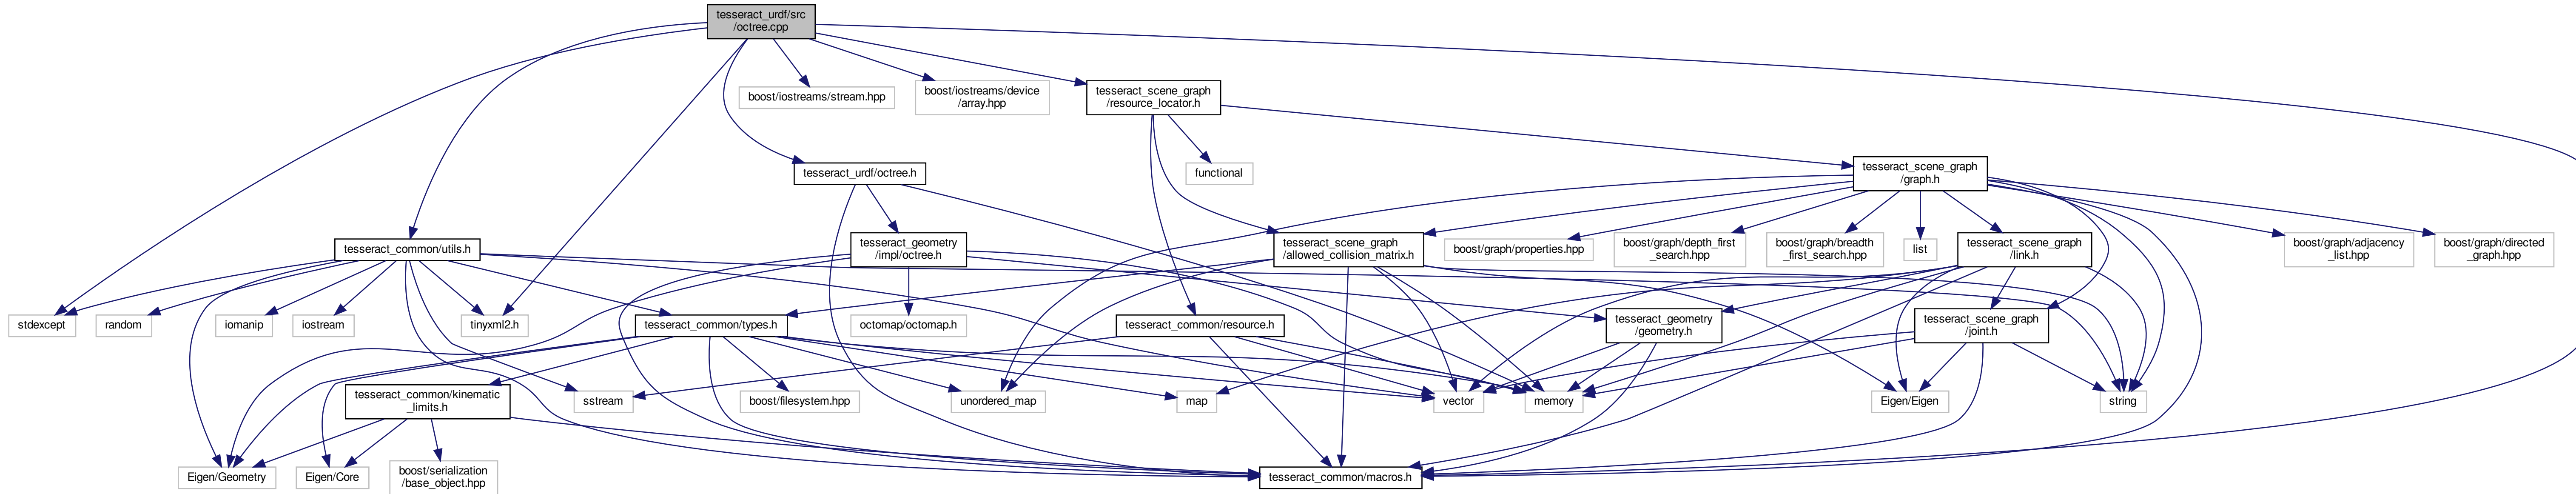 tesseract_urdf/src
/octree.cpp
boost/iostreams/stream.hpp
boost/iostreams/device
/array.hpp
tesseract_scene_graph
/resource_locator.h
tesseract_urdf/octree.h
functional
tesseract_scene_graph
/graph.h
tesseract_common/utils.h
tesseract_geometry
/impl/octree.h
tesseract_scene_graph
/allowed_collision_matrix.h
boost/graph/properties.hpp
boost/graph/depth_first
_search.hpp
boost/graph/breadth
_first_search.hpp
list
tesseract_scene_graph
/link.h
boost/graph/adjacency
_list.hpp
boost/graph/directed
_graph.hpp
stdexcept
random
iomanip
iostream
tinyxml2.h
tesseract_common/types.h
octomap/octomap.h
tesseract_common/resource.h
tesseract_geometry
/geometry.h
tesseract_scene_graph
/joint.h
tesseract_common/kinematic
_limits.h
sstream
boost/filesystem.hpp
unordered_map
map
vector
memory
Eigen/Eigen
string
Eigen/Geometry
Eigen/Core
boost/serialization
/base_object.hpp
tesseract_common/macros.h